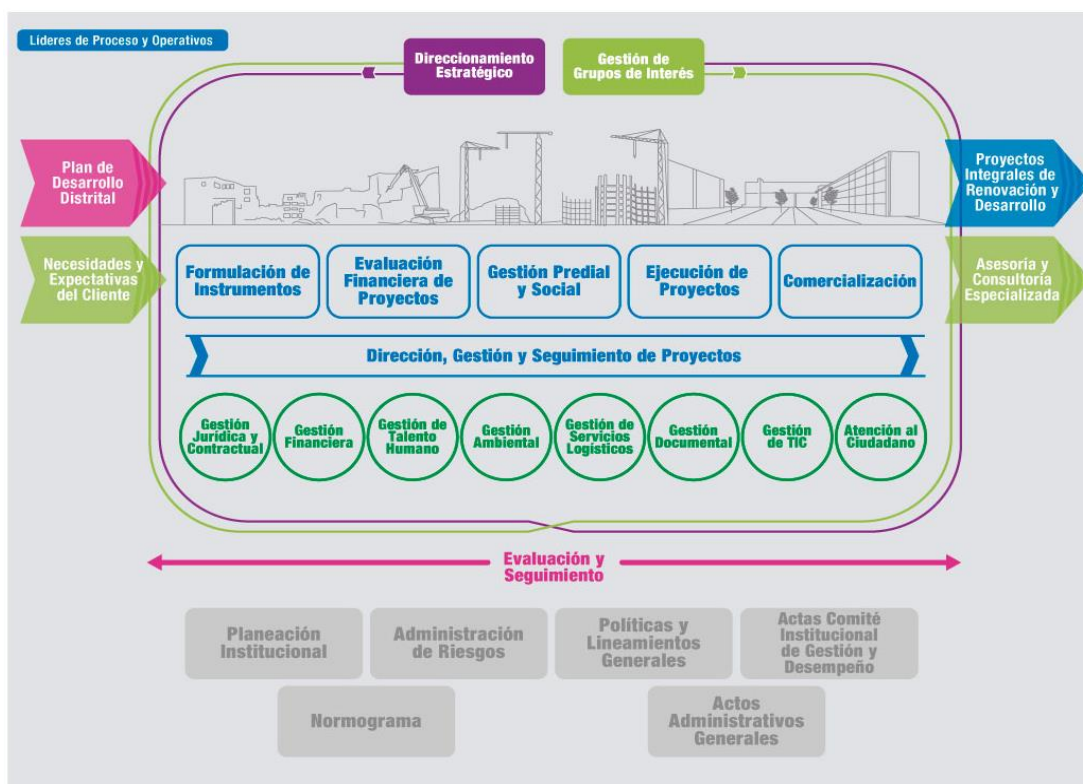 Líderes de Proceso y Operativos
Direccionamiento
Estratégico
Gestión de
Grupos de Interés
Plan de
Desarrollo
Distrital
Proyectos
Integrales de
Renovación y
Desarrollo
Necesidades y
Expectativas
del Cliente
Formulación de
Instrumentos
Evaluación
Financiera de
Proyectos
Gestión Predial
y Social
Ejecución de
Proyectos
Comercialización
Asesoría y
Consultoría
Especializada
Dirección, Gestión y Seguimiento de Proyectos
Gestión
Jurídica y
Contractual
Gestión
Financiera
Gestión de
Talento
Humano
Gestión
Ambiental
Gestión de
Servicios
Logísticos
Gestión
Documental
Gestión
de TIC
Atención al
Ciudadano
Evaluación y
Seguimiento
Planeación
Institucional
Administración
de Riesgos
Políticas y
Lineamientos
Generales
Actas Comité
Institucional
de Gestión y
Desempeño
Normograma
Actos
Administrativos
Generales